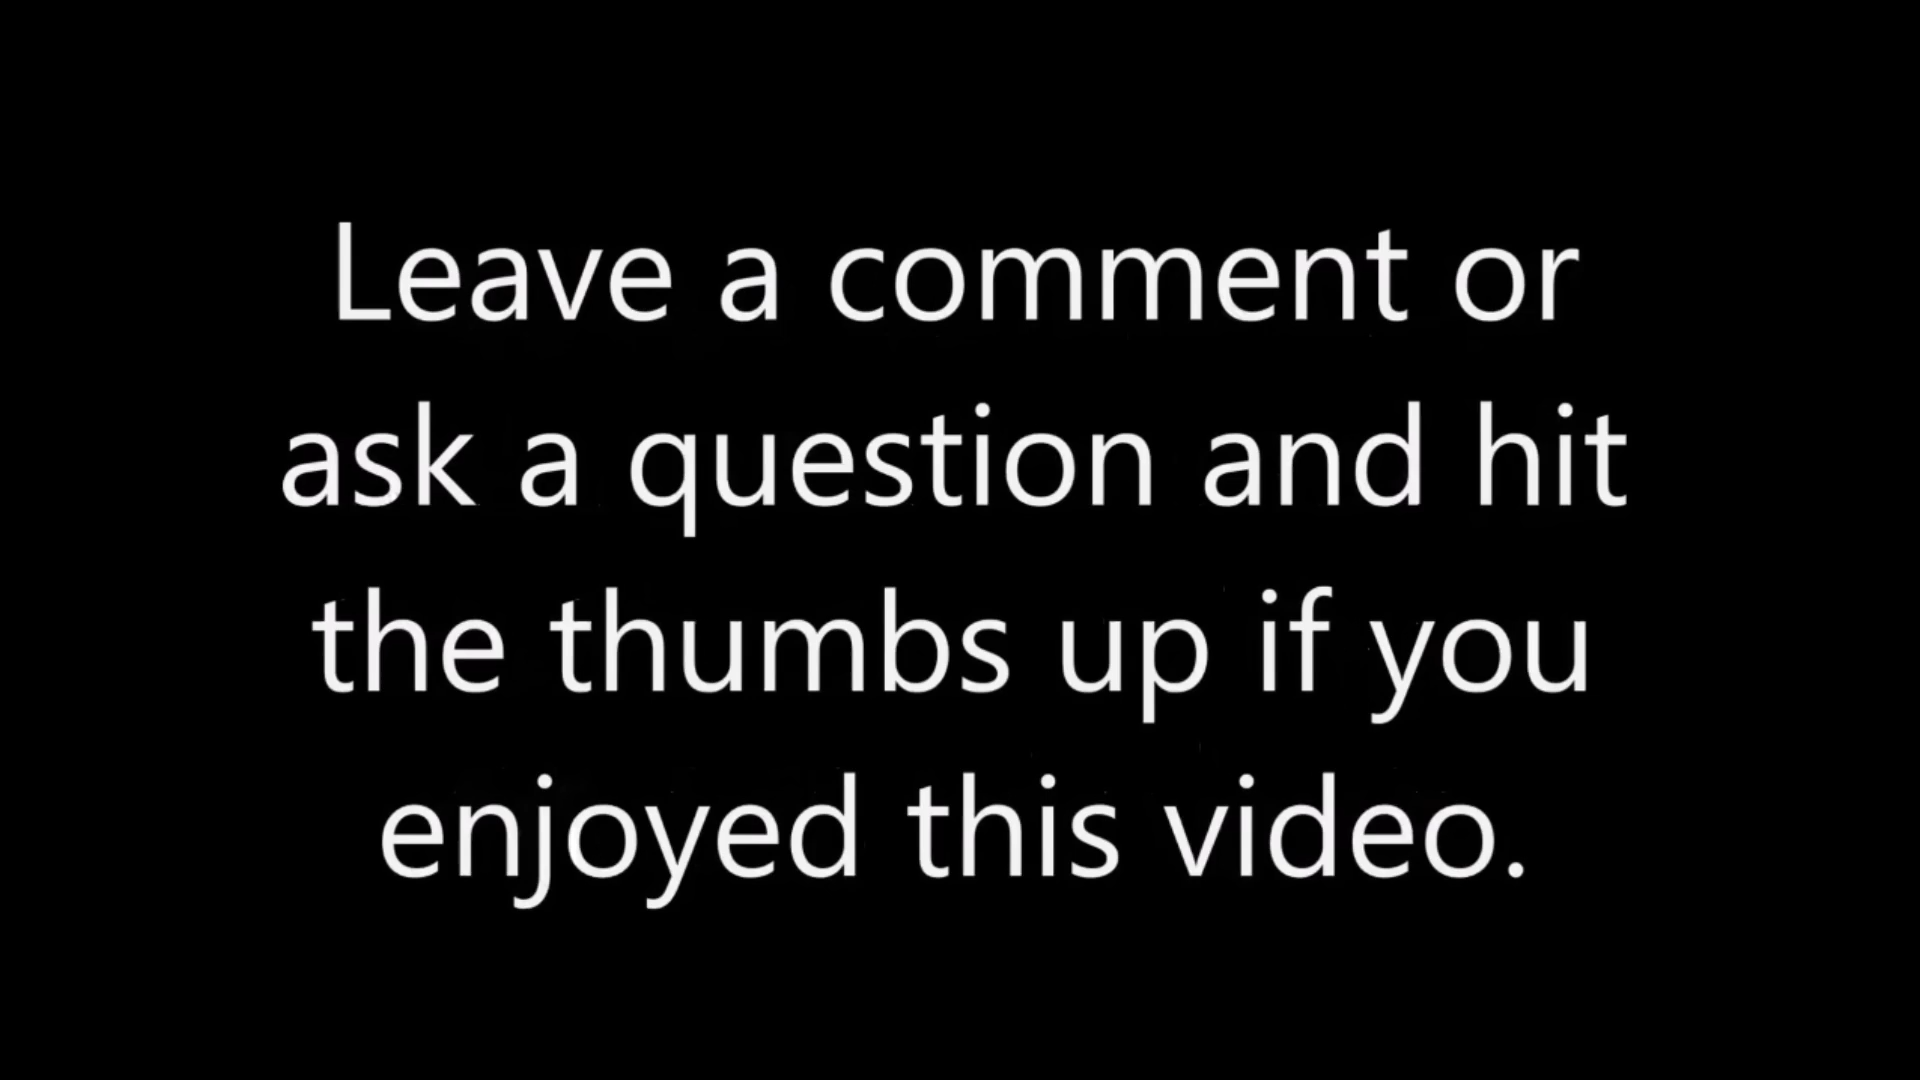 Leave a comment or
ask a question and hit
the thumbs up if you
enjoyed this video.